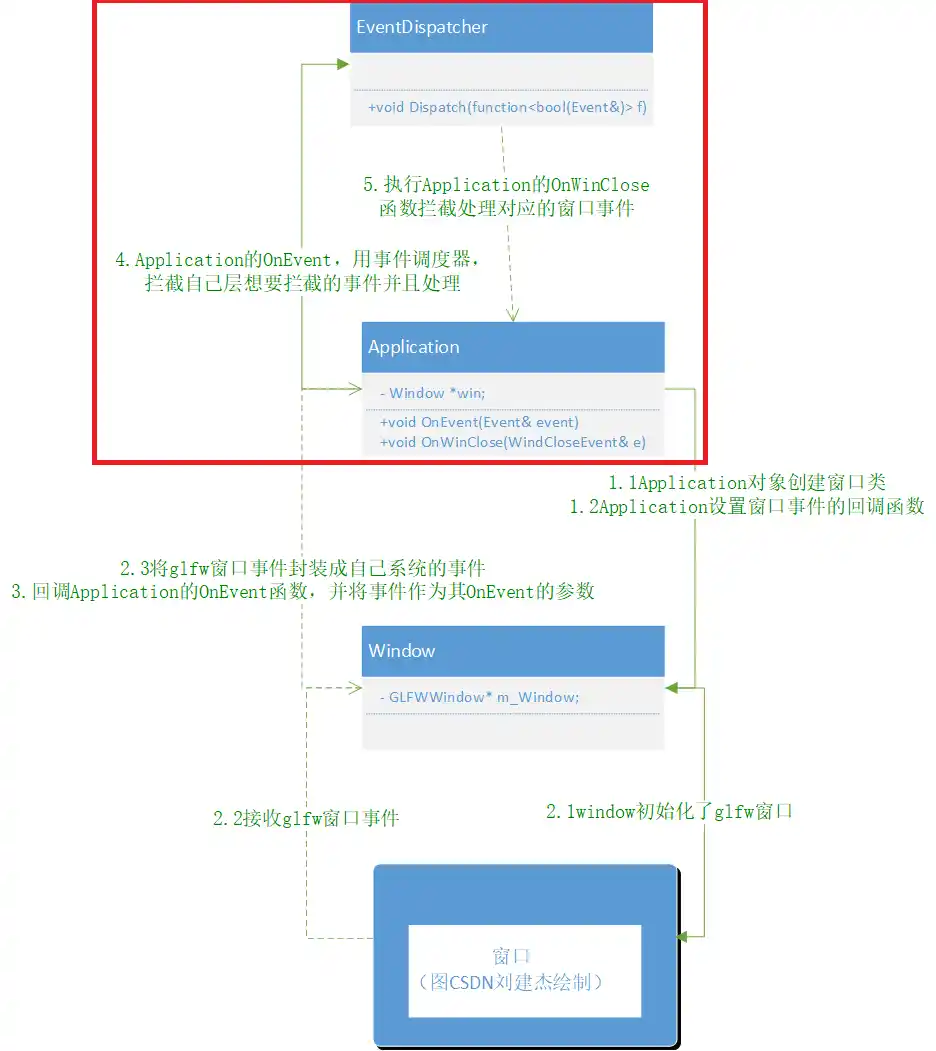 EventDispatcher
+void Dispatch(function<bool(Event&)> f)
5.执行Application的OnWinClose
函数拦截处理对应的窗口事件
4.Application的OnEvent，用事件调度器，
拦截自己层想要拦截的事件并且处理
Application
- Window *win;
+void OnEvent(Event& event)
+void OnWinClose(WindCloseEvent& e)
1.1Application对象创建窗口类
1.2Application设置窗口事件的回调函数
2.3将glfw窗口事件封装成自己系统的事件
3.回调Application的OnEvent函数，并将事件作为其OnEvent的参数
Window
- GLFWWindow* m_Window;
2.2接收glfw窗口事件
2.1window初始化了glfw窗口
窗口
（图CSDN刘建杰绘制）